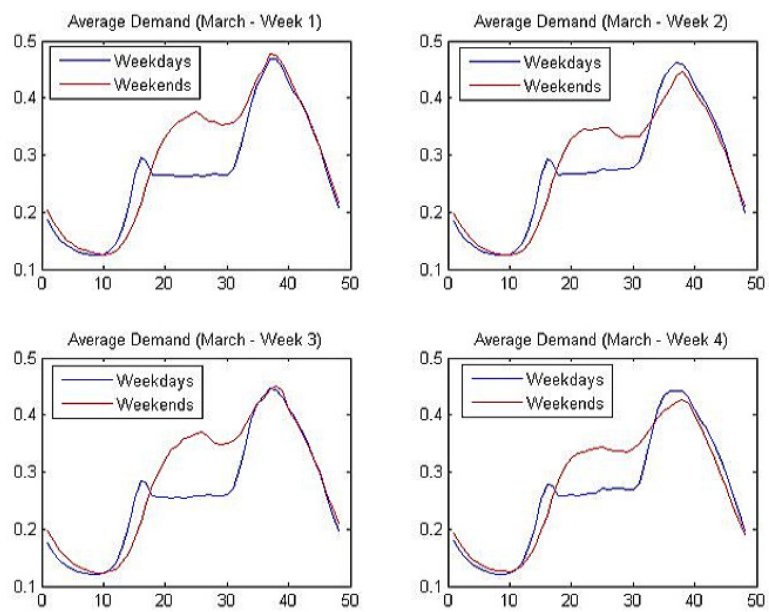 Average Demand (March - Week 1)
0.5
0.4
0.3
0.2
0.1
0 10 20 30 40 50
Weekdays
Weekends
Average Demand (March - Week 2)
0.5
0.4
0.3
0.2
0.1
0 10 20 30 40 50
Weekdays
Weekends
Average Demand (March - Week 3)
0.5
0.4
0.3
0.2
0.1
0 10 20 30 40 50
Weekdays
Weekends
Average Demand (March - Week 4)
0.5
0.4
0.3
0.2
0.1
0 10 20 30 40 50
Weekdays
Weekends